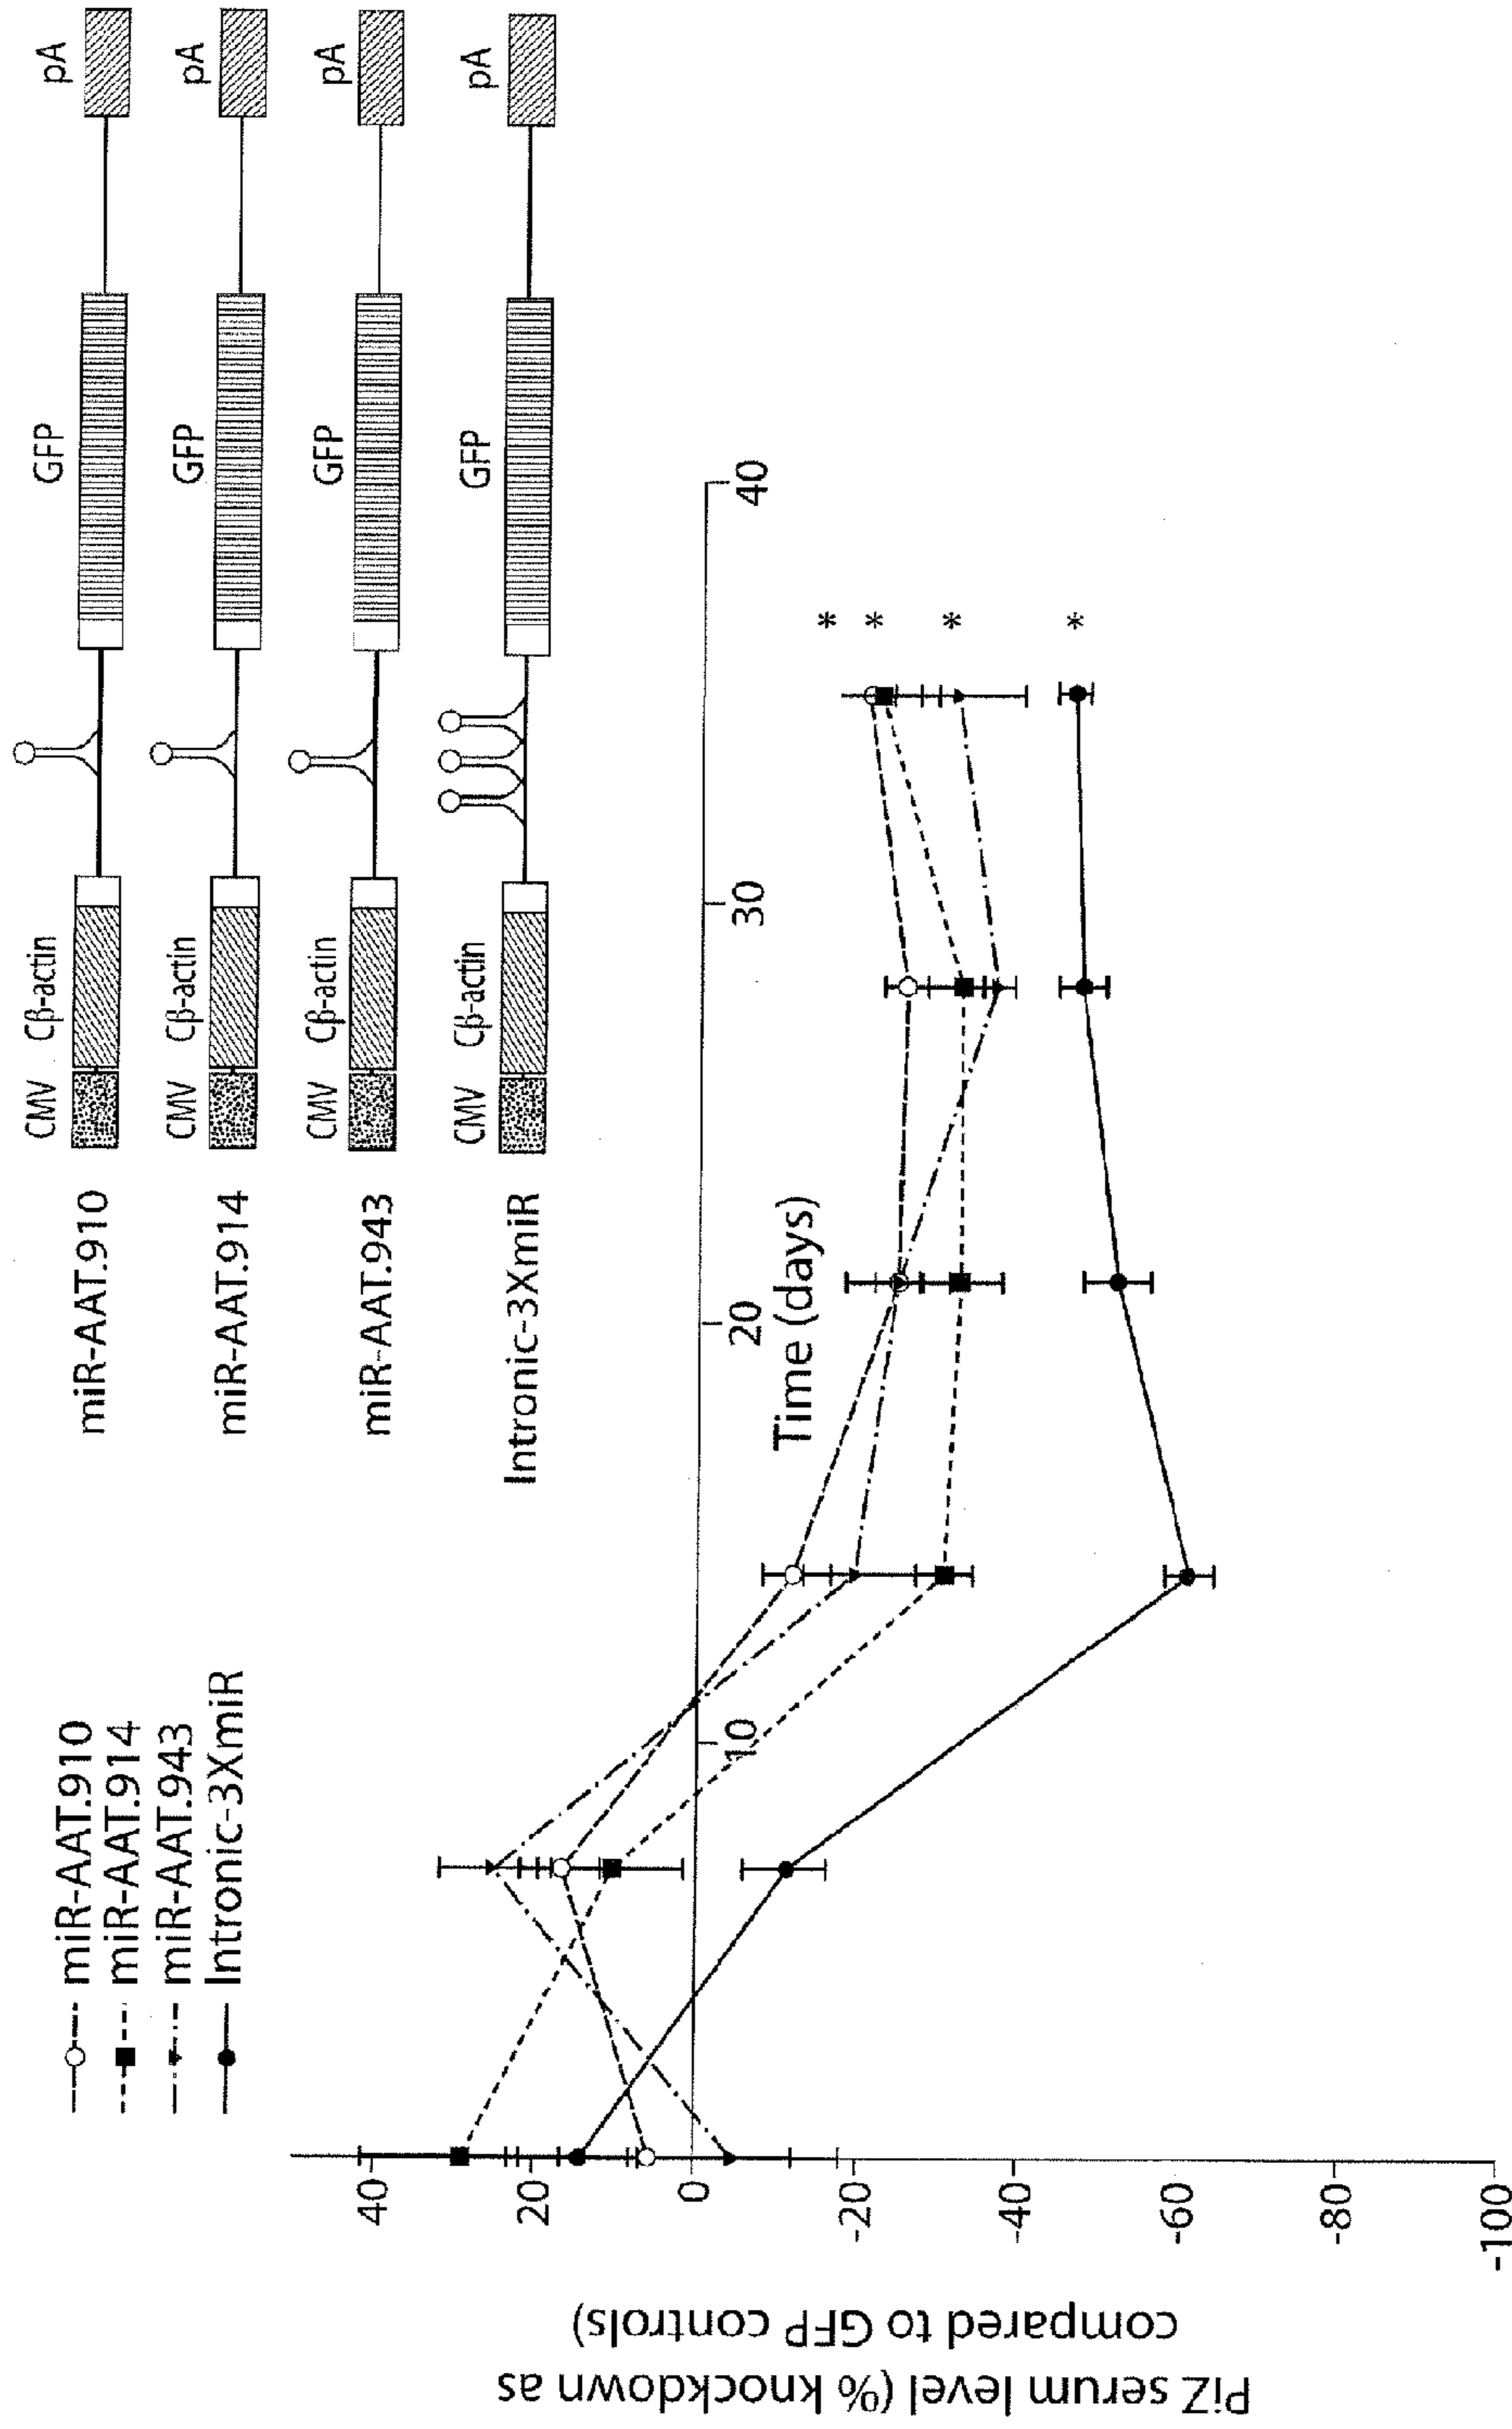 miR-AAT.910
miR-AAT.914
miR-AAT.943
Intronic-3XmiR
miR-AAT.910
CMV Cβ-actin GFP pA
miR-AAT.914
CMV Cβ-actin GFP pA
miR-AAT.943
CMV Cβ-actin GFP pA
Intronic-3XmiR
CMV Cβ-actin GFP pA
PiZ serum level (% knockdown as
compared to GFP controls)
40
20
0
-20
-40
-60
-80
-100
10
20
30
40
Time (days)
*
*
*
*